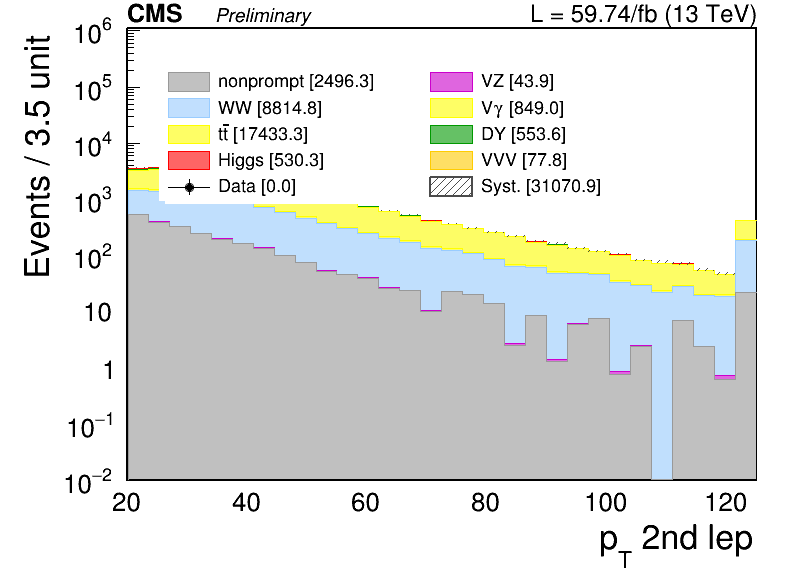 CMS Preliminary L = 59.74/fb (13 TeV)
Events / 3.5 unit
10^6
10^5
10^4
10^3
10^2
10
1
10^−1
10^−2
nonprompt [2496.3]
WW [8814.8]
tt̄ [17433.3]
Higgs [530.3]
Data [0.0]
VZ [43.9]
Vγ [849.0]
DY [553.6]
VVV [77.8]
Syst. [31070.9]
20 40 60 80 100 120
p_T 2nd lep